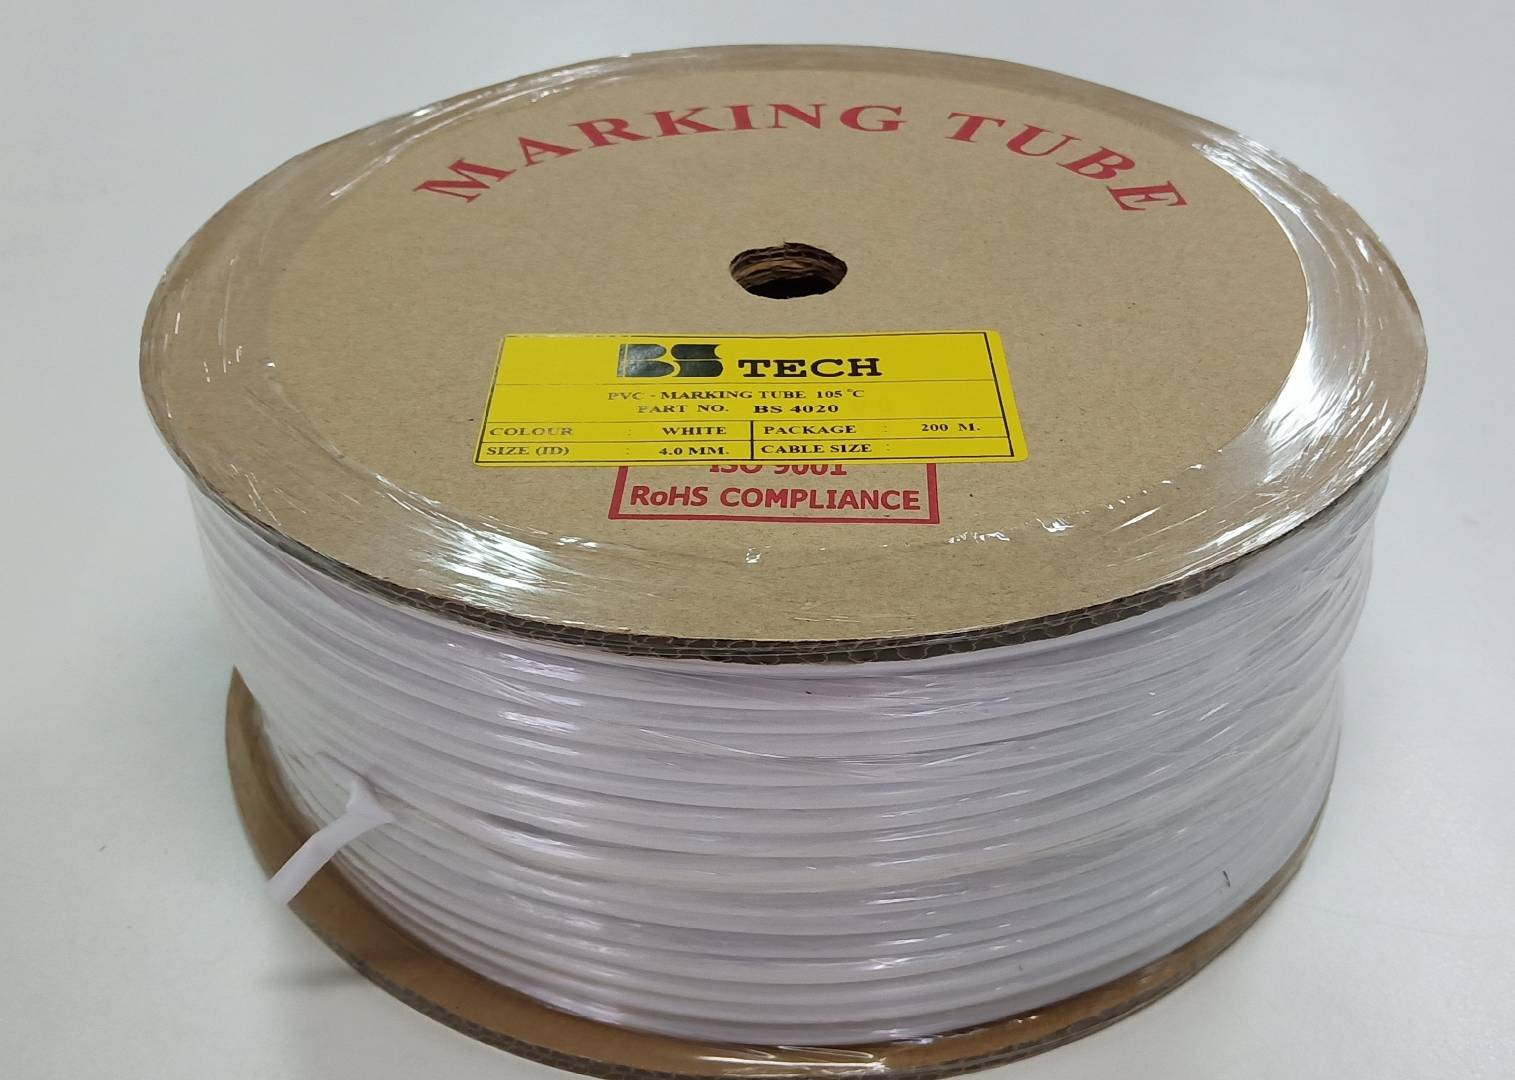 MARKING TUBE
BS TECH
PVC - MARKING TUBE 105 °C
PART NO. BS 4020
COLOUR : WHITE PACKAGE : 200 M.
SIZE (ID) : 4.0 MM. CABLE SIZE :
ISO 9001
RoHS COMPLIANCE